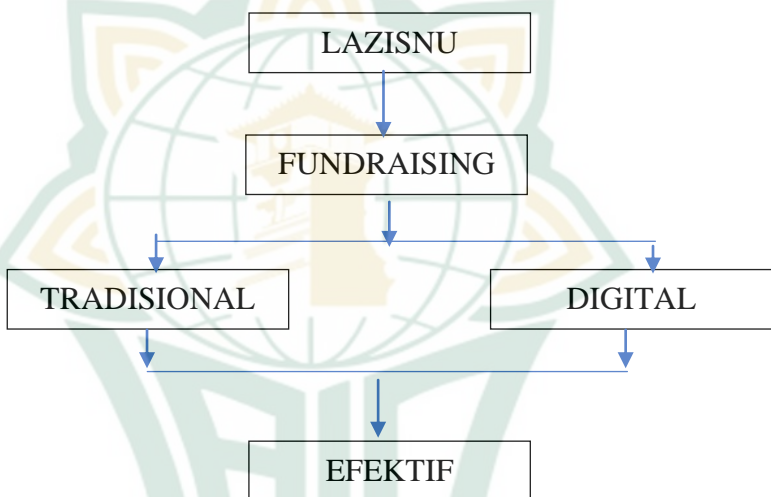 LAZISNU
FUNDRAISING
TRADISIONAL
DIGITAL
EFEKTIF